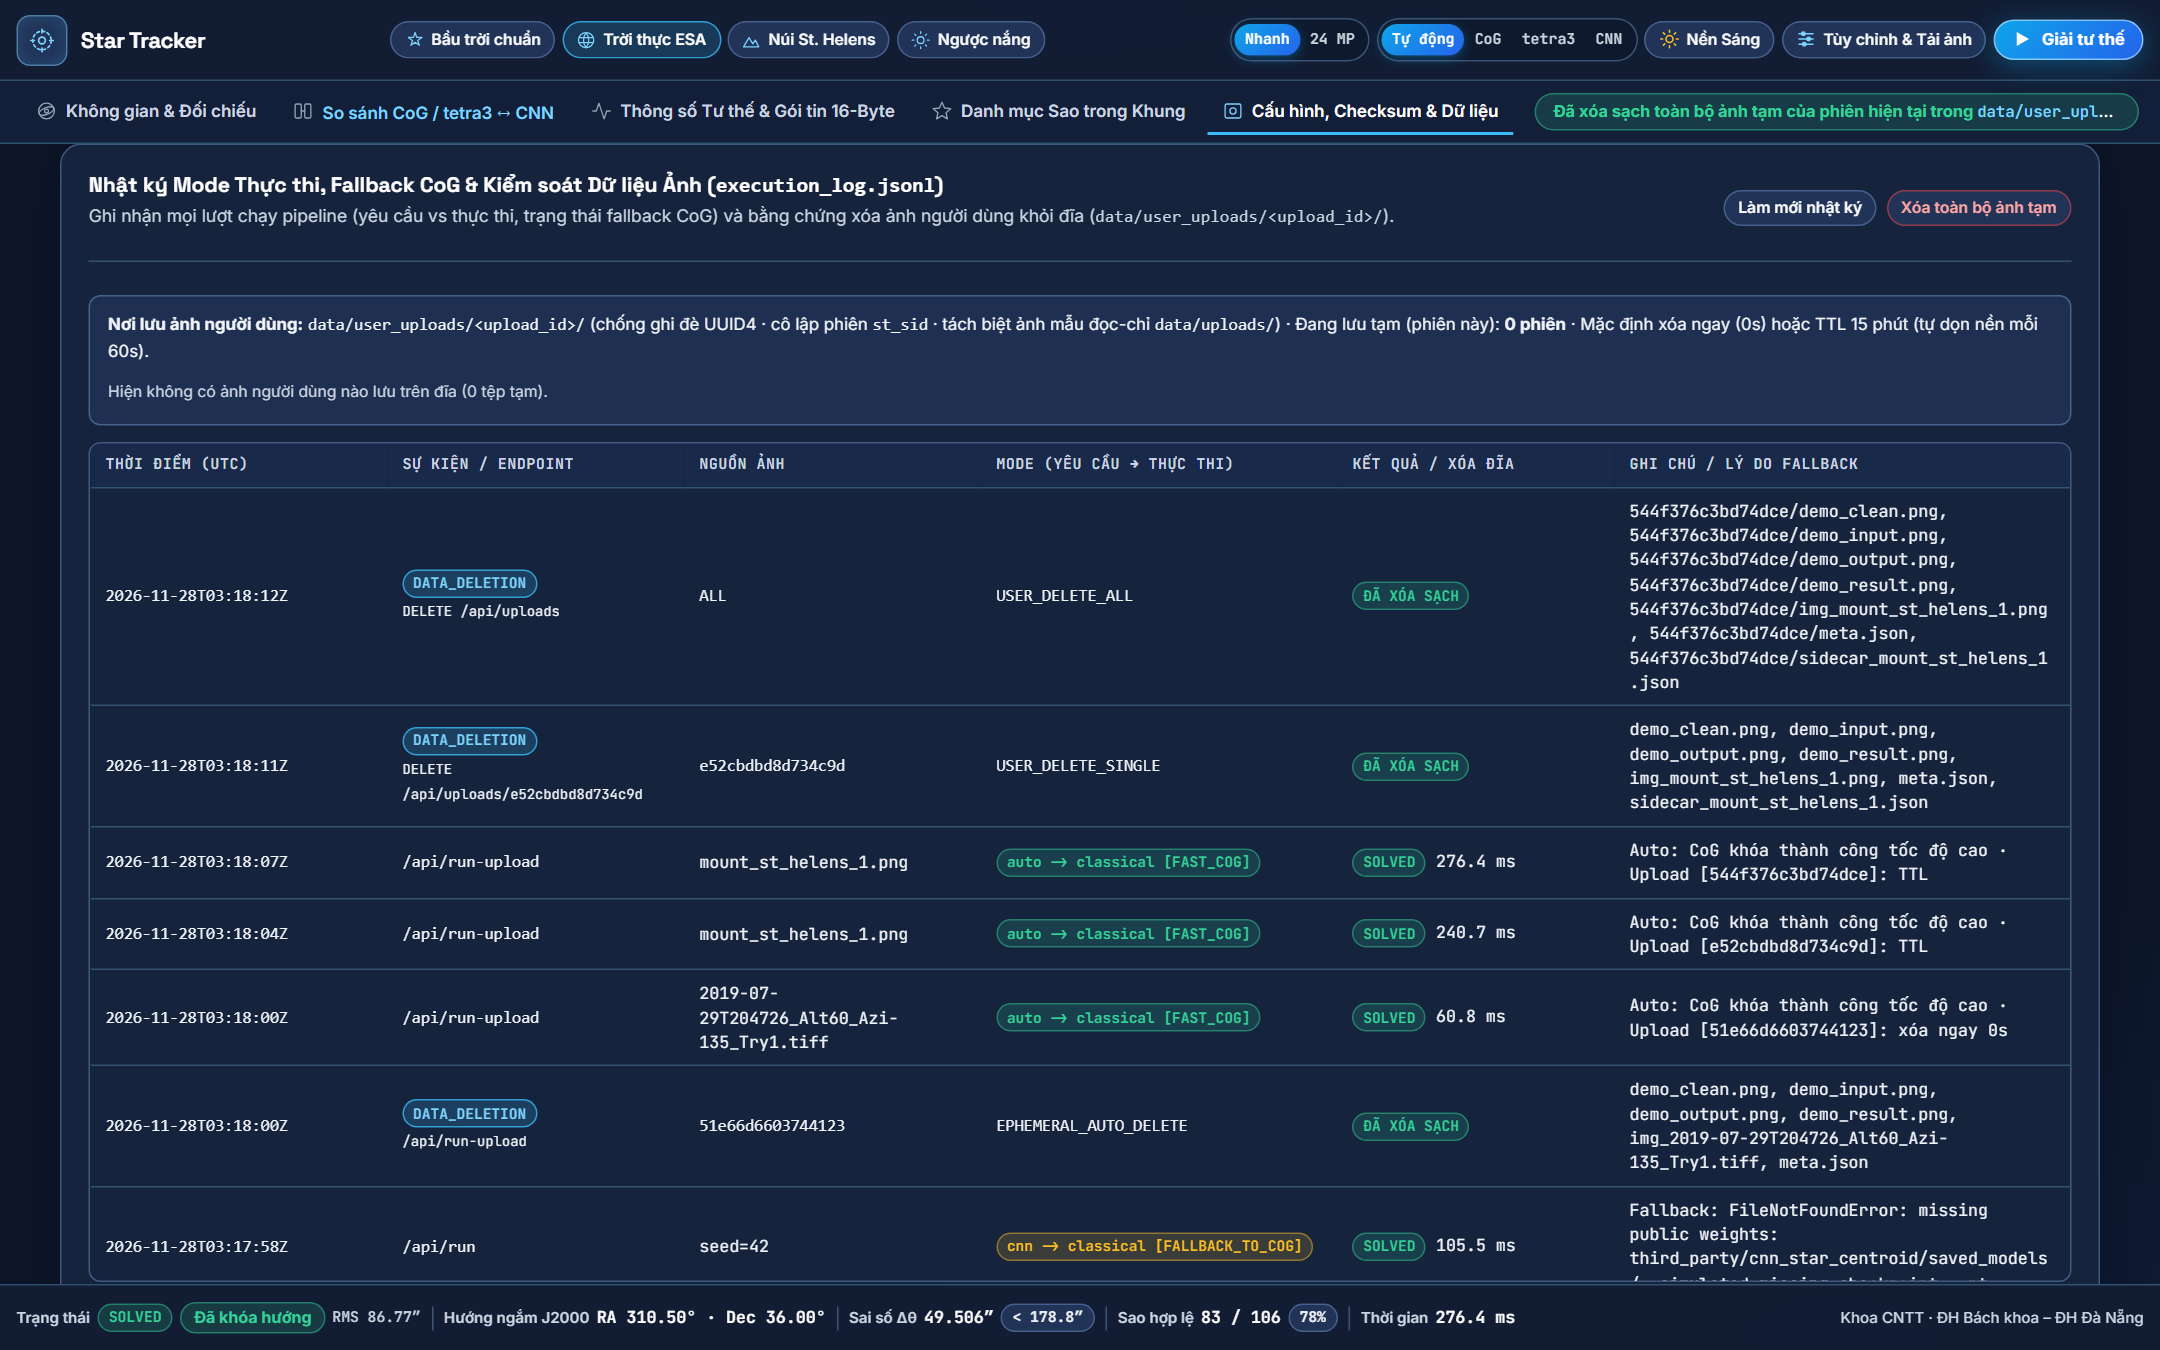 Star Tracker
Bầu trời chuẩn
Trời thực ESA
Núi St. Helens
Ngược nắng
Nhanh 24 MP
Tự động CoG tetra3 CNN
Nền Sáng
Tùy chỉnh & Tải ảnh
Giải tư thế
Không gian & Đối chiếu
So sánh CoG / tetra3 ↔ CNN
Thông số Tư thế & Gói tin 16-Byte
Danh mục Sao trong Khung
Cấu hình, Checksum & Dữ liệu
Đã xóa sạch toàn bộ ảnh tạm của phiên hiện tại trong data/user_upl...
Nhật ký Mode Thực thi, Fallback CoG & Kiểm soát Dữ liệu Ảnh (execution_log.jsonl)
Ghi nhận mọi lượt chạy pipeline (yêu cầu vs thực thi, trạng thái fallback CoG) và bằng chứng xóa ảnh người dùng khỏi đĩa (data/user_uploads/<upload_id>/).
Làm mới nhật ký
Xóa toàn bộ ảnh tạm
Nơi lưu ảnh người dùng: data/user_uploads/<upload_id>/ (chống ghi đè UUID4 · cô lập phiên st_sid · tách biệt ảnh mẫu đọc-chỉ data/uploads/) · Đang lưu tạm (phiên này): 0 phiên · Mặc định xóa ngay (0s) hoặc TTL 15 phút (tự dọn nền mỗi
60s).
Hiện không có ảnh người dùng nào lưu trên đĩa (0 tệp tạm).
THỜI ĐIỂM (UTC) SỰ KIỆN / ENDPOINT NGUỒN ẢNH MODE (YÊU CẦU → THỰC THI) KẾT QUẢ / XÓA ĐĨA GHI CHÚ / LÝ DO FALLBACK
2026-11-28T03:18:12Z
DATA_DELETION
DELETE /api/uploads
ALL
USER_DELETE_ALL
ĐÃ XÓA SẠCH
544f376c3bd74dce/demo_clean.png,
544f376c3bd74dce/demo_input.png,
544f376c3bd74dce/demo_output.png,
544f376c3bd74dce/demo_result.png,
544f376c3bd74dce/img_mount_st_helens_1.png
, 544f376c3bd74dce/meta.json,
544f376c3bd74dce/sidecar_mount_st_helens_1
.json
2026-11-28T03:18:11Z
DATA_DELETION
DELETE
/api/uploads/e52cbdbd8d734c9d
e52cbdbd8d734c9d
USER_DELETE_SINGLE
ĐÃ XÓA SẠCH
demo_clean.png, demo_input.png,
demo_output.png, demo_result.png,
img_mount_st_helens_1.png, meta.json,
sidecar_mount_st_helens_1.json
2026-11-28T03:18:07Z
/api/run-upload
mount_st_helens_1.png
auto → classical [FAST_COG]
SOLVED 276.4 ms
Auto: CoG khóa thành công tốc độ cao ·
Upload [544f376c3bd74dce]: TTL
2026-11-28T03:18:04Z
/api/run-upload
mount_st_helens_1.png
auto → classical [FAST_COG]
SOLVED 240.7 ms
Auto: CoG khóa thành công tốc độ cao ·
Upload [e52cbdbd8d734c9d]: TTL
2026-11-28T03:18:00Z
/api/run-upload
2019-07-
29T204726_Alt60_Azi-
135_Try1.tiff
auto → classical [FAST_COG]
SOLVED 60.8 ms
Auto: CoG khóa thành công tốc độ cao ·
Upload [51e66d6603744123]: xóa ngay 0s
2026-11-28T03:18:00Z
DATA_DELETION
/api/run-upload
51e66d6603744123
EPHEMERAL_AUTO_DELETE
ĐÃ XÓA SẠCH
demo_clean.png, demo_input.png,
demo_output.png, demo_result.png,
img_2019-07-29T204726_Alt60_Azi-
135_Try1.tiff, meta.json
2026-11-28T03:17:58Z
/api/run
seed=42
cnn → classical [FALLBACK_TO_COG]
SOLVED 105.5 ms
Fallback: FileNotFoundError: missing
public weights:
third_party/cnn_star_centroid/saved_models
Trạng thái SOLVED Đã khóa hướng RMS 86.77″ Hướng ngắm J2000 RA 310.50° · Dec 36.00° Sai số Δθ 49.506″ < 178.8″ Sao hợp lệ 83 / 106 78% Thời gian 276.4 ms
Khoa CNTT · ĐH Bách khoa – ĐH Đà Nẵng